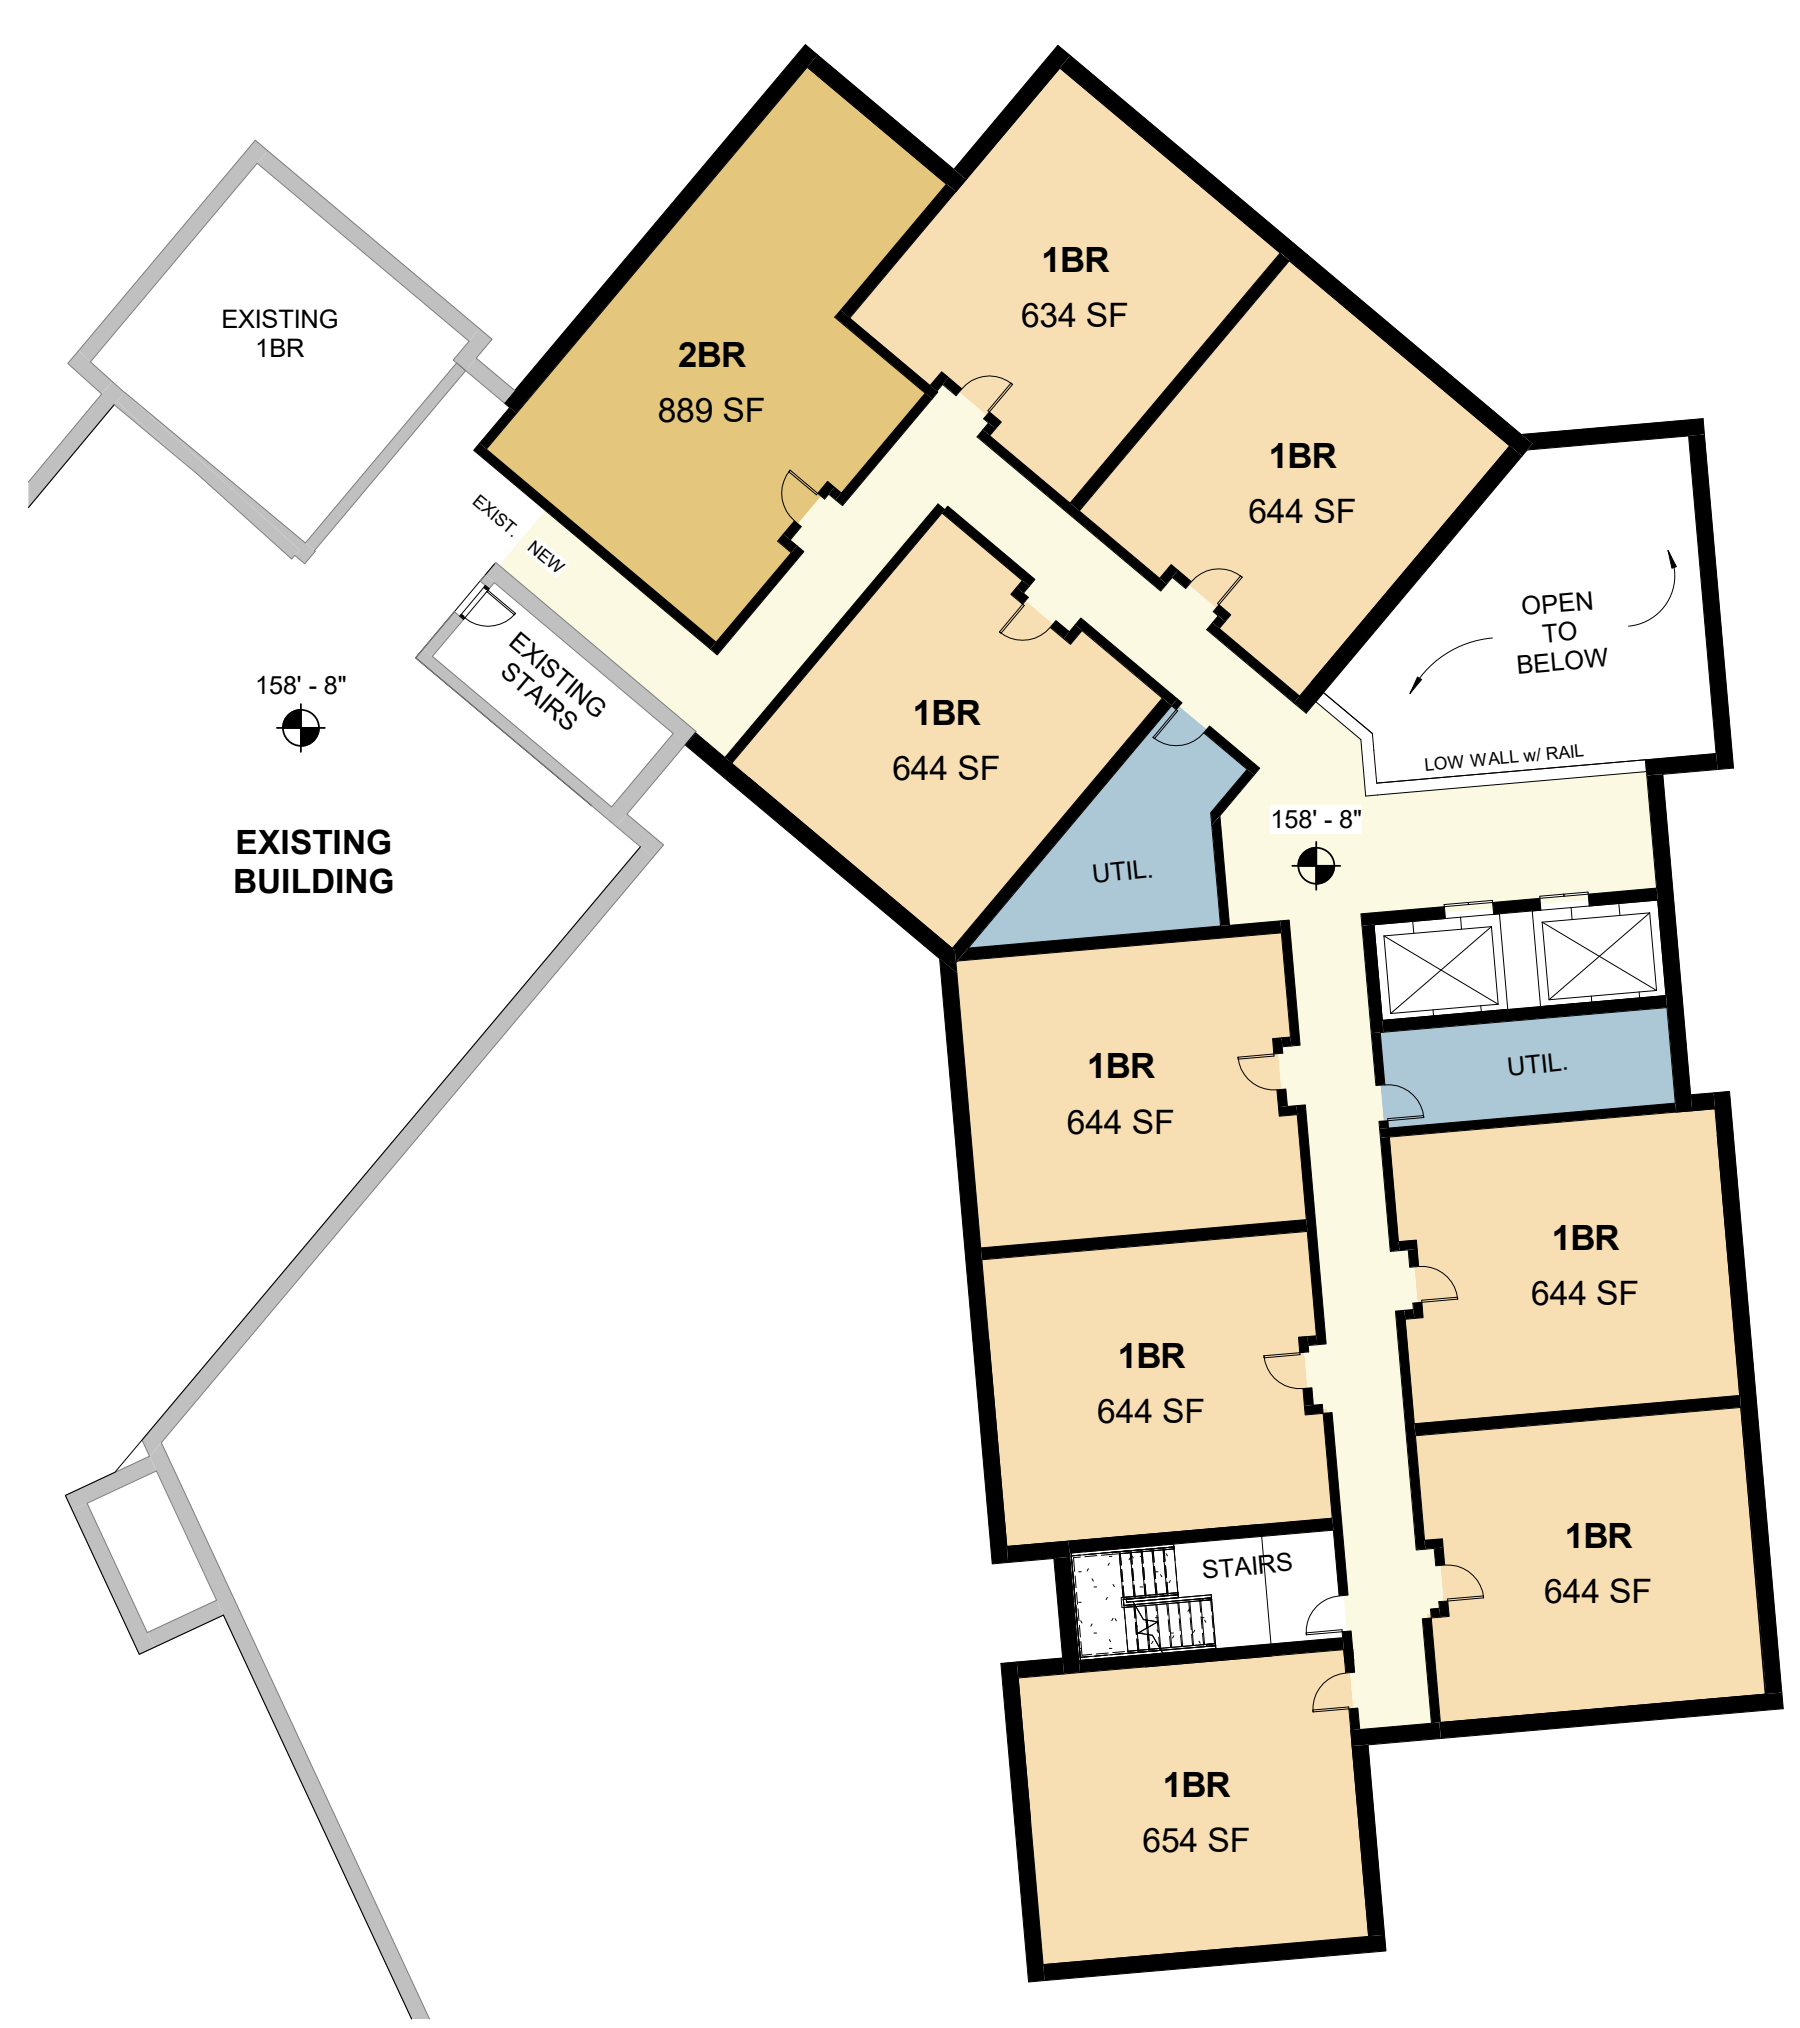 1BR
634 SF
EXISTING
1BR
2BR
889 SF
1BR
644 SF
EXIST.
NEW
OPEN
TO
BELOW
EXISTING
STAIRS
158' - 8"
1BR
644 SF
LOW WALL w/ RAIL
158' - 8"
EXISTING
BUILDING
UTIL.
1BR
644 SF
UTIL.
1BR
644 SF
1BR
644 SF
1BR
644 SF
STAIRS
1BR
654 SF